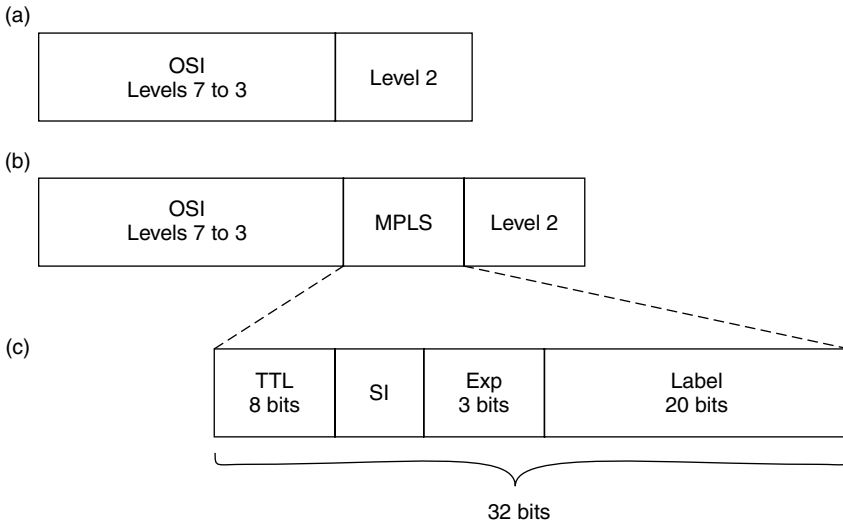 (a)
OSI
Levels 7 to 3
Level 2
(b)
OSI
Levels 7 to 3
MPLS
Level 2
(c)
TTL
8 bits
SI
Exp
3 bits
Label
20 bits
32 bits